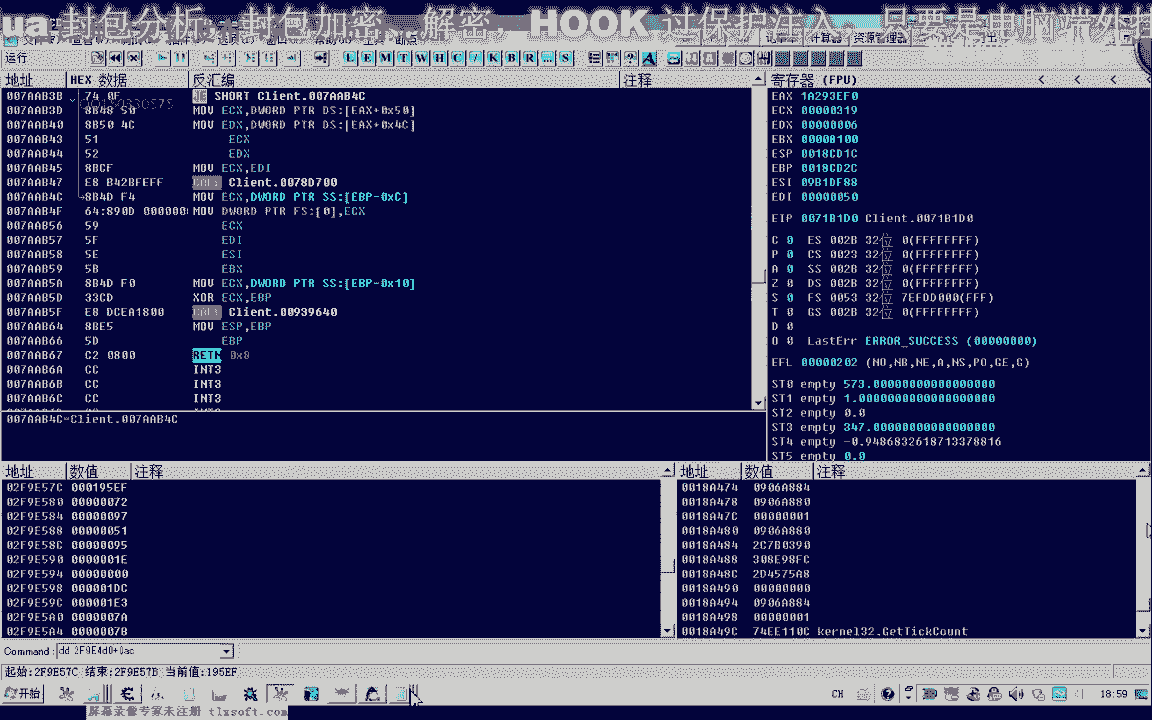 ua:封包分析，封包加密，解密，HOOK 过保护注入
运行
L E M T W H C / K B R ... S
地址 HEX 数据 反汇编 注释
007AAB3B 74 0F SHORT Client.007AAB4C
007AAB3D 8B48 50 MOV ECX,DWORD PTR DS:[EAX+0x50]
007AAB40 8B50 4C MOV EDX,DWORD PTR DS:[EAX+0x4C]
007AAB43 51 ECX
007AAB44 52 EDX
007AAB45 8BCF MOV ECX,EDI
007AAB47 E8 B42BFEFF CALL Client.0078D700
007AAB4C 8B4D F4 MOV ECX,DWORD PTR SS:[EBP-0xC]
007AAB4F 64:890D 000000 MOV DWORD PTR FS:[0],ECX
007AAB56 59 ECX
007AAB57 5F EDI
007AAB58 5E ESI
007AAB59 5B EBX
007AAB5A 8B4D F0 MOV ECX,DWORD PTR SS:[EBP-0x10]
007AAB5D 33CD XOR ECX,EBP
007AAB5F E8 DCEA1800 CALL Client.00939640
007AAB64 8BE5 MOV ESP,EBP
007AAB66 5D EBP
007AAB67 C2 0800 RETN 0x8
007AAB6A CC INT3
007AAB6B CC INT3
007AAB6C CC INT3
007AAB4C=Client.007AAB4C
寄存器 (FPU) < < <
EAX 1A293EF0
ECX 00000319
EDX 00000006
EBX 00000100
ESP 0018CD1C
EBP 0018CD2C
ESI 09B1DF88
EDI 00000050
EIP 0071B1D0 Client.0071B1D0
C 0 ES 002B 32位 0(FFFFFFFF)
P 0 CS 0023 32位 0(FFFFFFFF)
A 0 SS 002B 32位 0(FFFFFFFF)
Z 0 DS 002B 32位 0(FFFFFFFF)
S 0 FS 0053 32位 7EFDD000(FFF)
T 0 GS 002B 32位 0(FFFFFFFF)
D 0
O 0 LastErr ERROR_SUCCESS (00000000)
EFL 00000202 (NO,NB,NE,A,NS,PO,GE,G)
ST0 empty 573.00000000000000000
ST1 empty 1.0000000000000000000
ST2 empty 0.0
ST3 empty 347.00000000000000000
ST4 empty -0.9486832618713378816
ST5 empty 0.0
地址 数值 注释
02F9E57C 000195EF
02F9E580 00000072
02F9E584 00000097
02F9E588 00000051
02F9E58C 00000095
02F9E590 0000001E
02F9E594 00000000
02F9E598 000001DC
02F9E59C 000001E3
02F9E5A0 0000007A
02F9E5A4 0000007B
地址 数值 注释
0018A474 0906A884
0018A478 0906A880
0018A47C 00000001
0018A480 0906A880
0018A484 2C7B0390
0018A488 308E98FC
0018A48C 2D4575A8
0018A490 00000000
0018A494 0906A884
0018A498 00000001
0018A49C 74EE110C kernel32.GetTickCount
Command: dd 2F9E4d0+0ac
起始:2F9E57C 结束:2F9E57B 当前值:195EF
开始 CH 18:59
屏幕录像专家未注册 tlxsoft.com